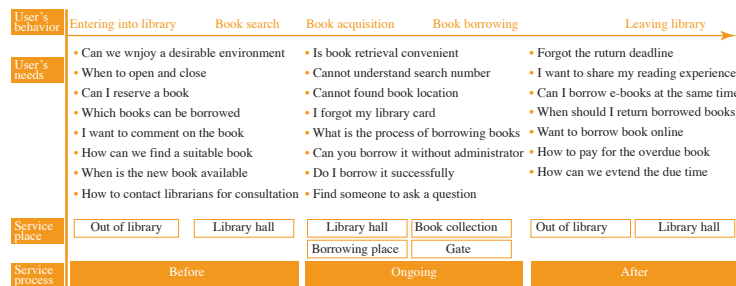 User's
behavior
Entering into library
Book search
Book acquisition
Book borrowing
Leaving library
User's
needs
• Can we wnjoy a desirable environment
• When to open and close
• Can I reserve a book
• Which books can be borrowed
• I want to comment on the book
• How can we find a suitable book
• When is the new book available
• How to contact librarians for consultation
• Is book retrieval convenient
• Cannot understand search number
• Cannot found book location
• I forgot my library card
• What is the process of borrowing books
• Can you borrow it without administrator
• Do I borrow it successfully
• Find someone to ask a question
• Forgot the ruturn deadline
• I want to share my reading experience
• Can I borrow e-books at the same time
• When should I return borrowed books
• Want to borrow book online
• How to pay for the overdue book
• How can we evtend the due time
Service
place
Out of library
Library hall
Library hall
Book collection
Borrowing place
Gate
Out of library
Library hall
Service
process
Before
Ongoing
After